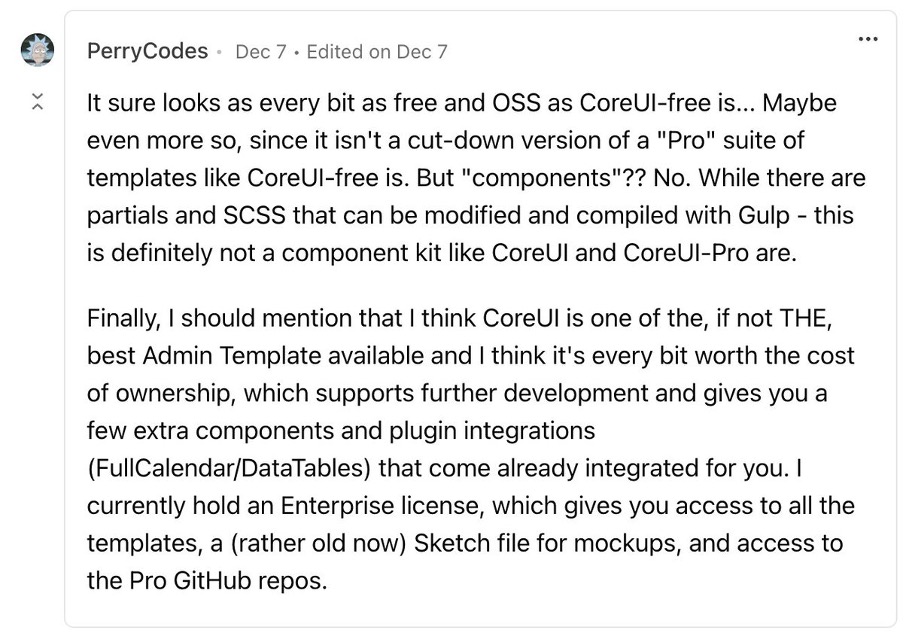 PerryCodes • Dec 7 • Edited on Dec 7
It sure looks as every bit as free and OSS as CoreUI-free is... Maybe
even more so, since it isn't a cut-down version of a "Pro" suite of
templates like CoreUI-free is. But "components"?? No. While there are
partials and SCSS that can be modified and compiled with Gulp - this
is definitely not a component kit like CoreUI and CoreUI-Pro are.
Finally, I should mention that I think CoreUI is one of the, if not THE,
best Admin Template available and I think it's every bit worth the cost
of ownership, which supports further development and gives you a
few extra components and plugin integrations
(FullCalendar/DataTables) that come already integrated for you. I
currently hold an Enterprise license, which gives you access to all the
templates, a (rather old now) Sketch file for mockups, and access to
the Pro GitHub repos.